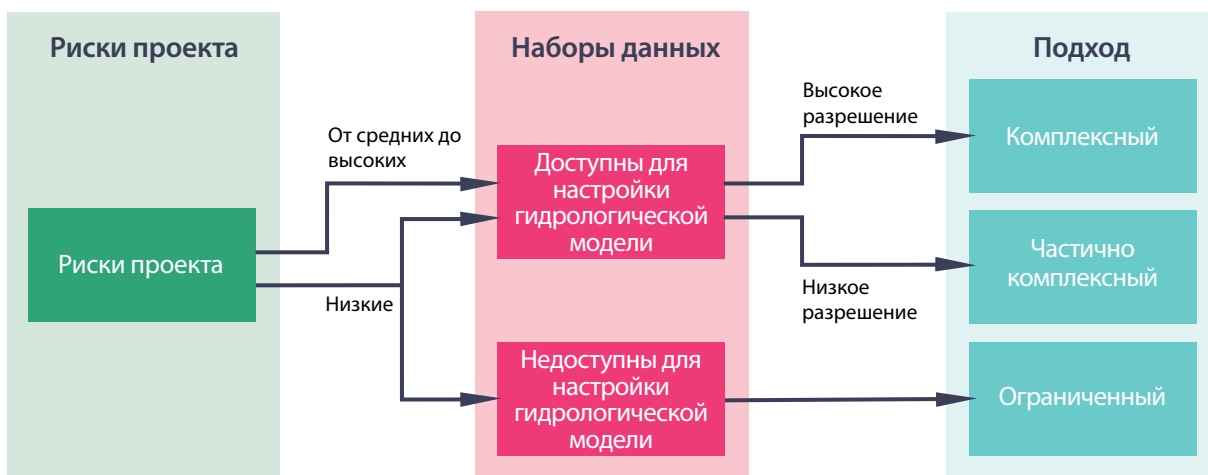 Риски проекта
Наборы данных
Подход
Риски проекта
От средних до
высоких
Низкие
Доступны для
настройки
гидрологической
модели
Недоступны для
настройки
гидрологической
модели
Высокое
разрешение
Низкое
разрешение
Комплексный
Частично
комплексный
Ограниченный